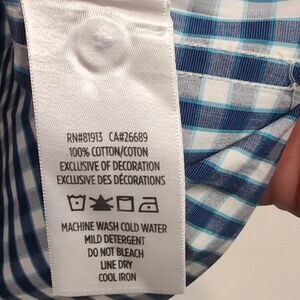 RN#81913 CA#26689
100% COTTON/COTON
EXCLUSIVE OF DECORATION
EXCLUSIVE DES DÉCORATIONS
MACHINE WASH COLD WATER
MILD DETERGENT
DO NOT BLEACH
LINE DRY
COOL IRON